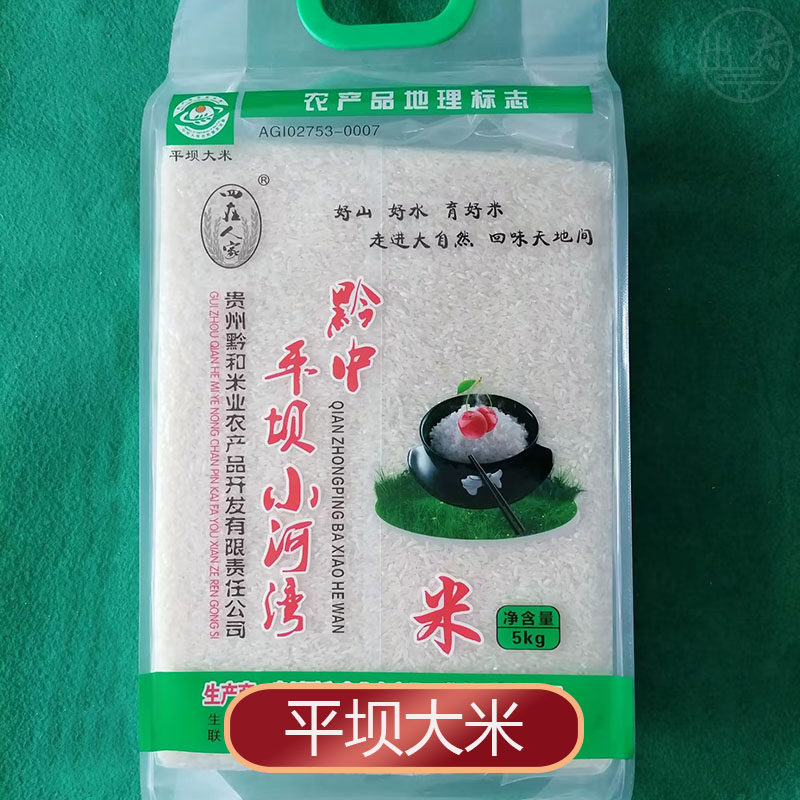 农产品地理标志
AGI02753-0007
平坝大米
四在人家
®
好山 好水 育好米
走进大自然 回味天地间
黔中
平坝小河湾
QIAN ZHONGPING BA XIAO HE WAN
贵州黔和米业农产品开发有限责任公司
GUI ZHOU QIAN HE MI YE NONG CHAN PIN KAI FA YOU XIAN ZE REN GONG SI
米
净含量
5kg
生产
生
联
平坝大米